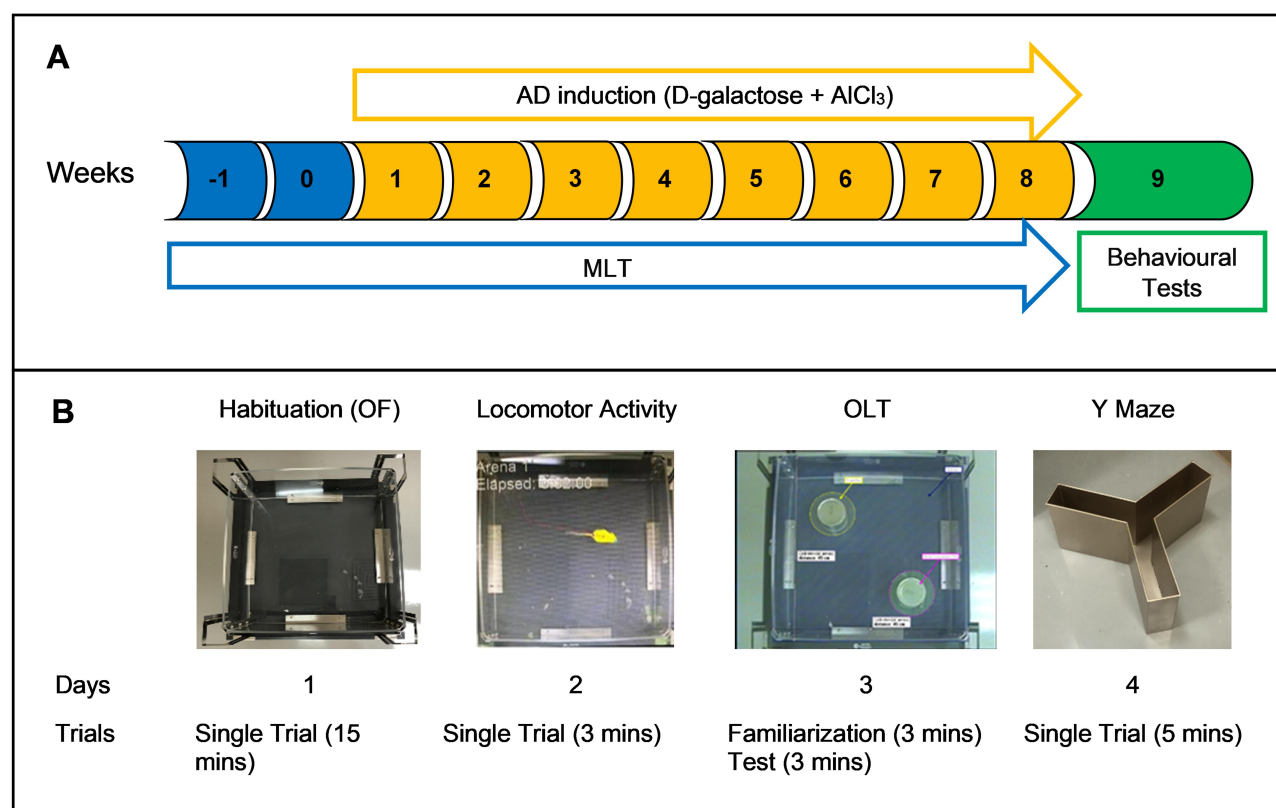 A
AD induction (D-galactose + AlCl₃)
Weeks
-1 0 1 2 3 4 5 6 7 8 9
MLT
Behavioural
Tests
B
Habituation (OF) Locomotor Activity OLT Y Maze
Arena 1
Elapsed:
Days 1 2 3 4
Trials Single Trial (15 mins) Single Trial (3 mins) Familiarization (3 mins) Test (3 mins) Single Trial (5 mins)